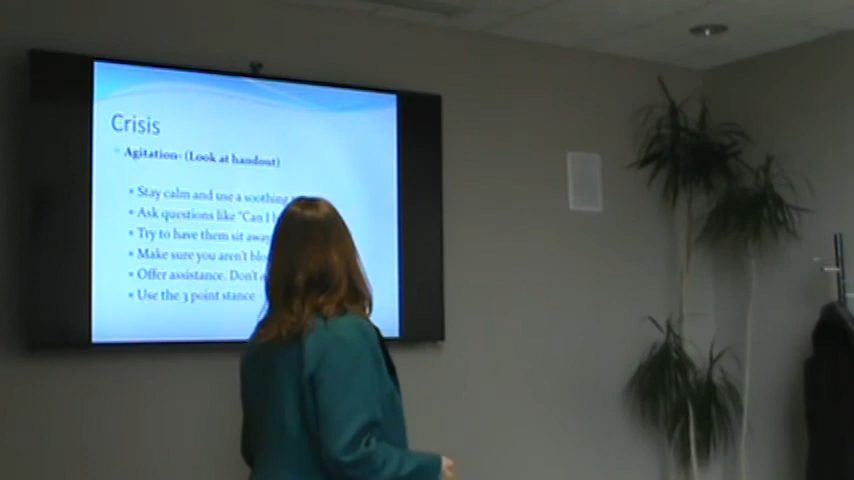 Crisis
Agitation: (Look at handout)
Stay calm and use a soothing
Ask questions like "Can I
Try to have them sit away
Make sure you aren't
Offer assistance. Don't
Use the 3 point stance